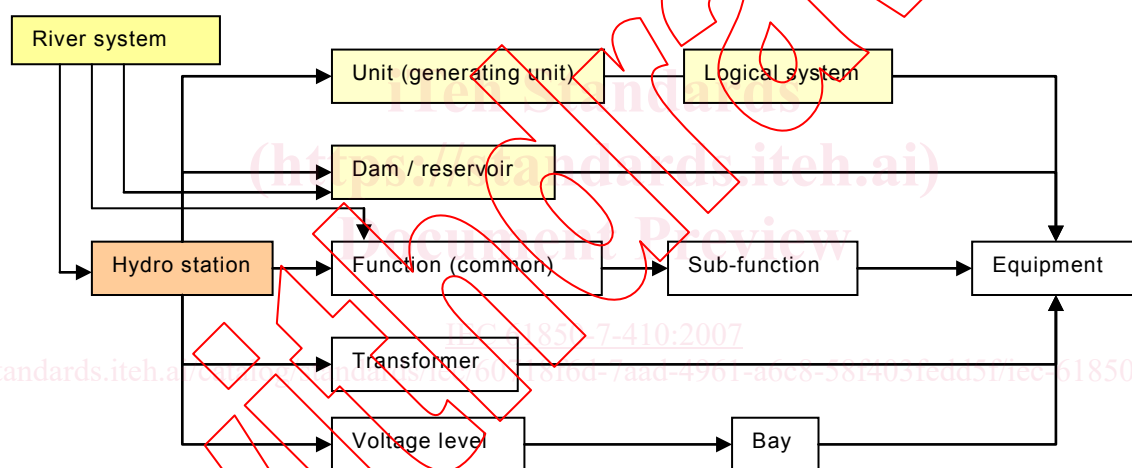 River system
Unit (generating unit)
Logical system
iTeh Standards
(https://standards.iteh.ai)
Dam / reservoir
Document Preview
Hydro station
Function (common)
Sub-function
Equipment
IEC 61850-7-410:2007
Transformer
Voltage level
Bay